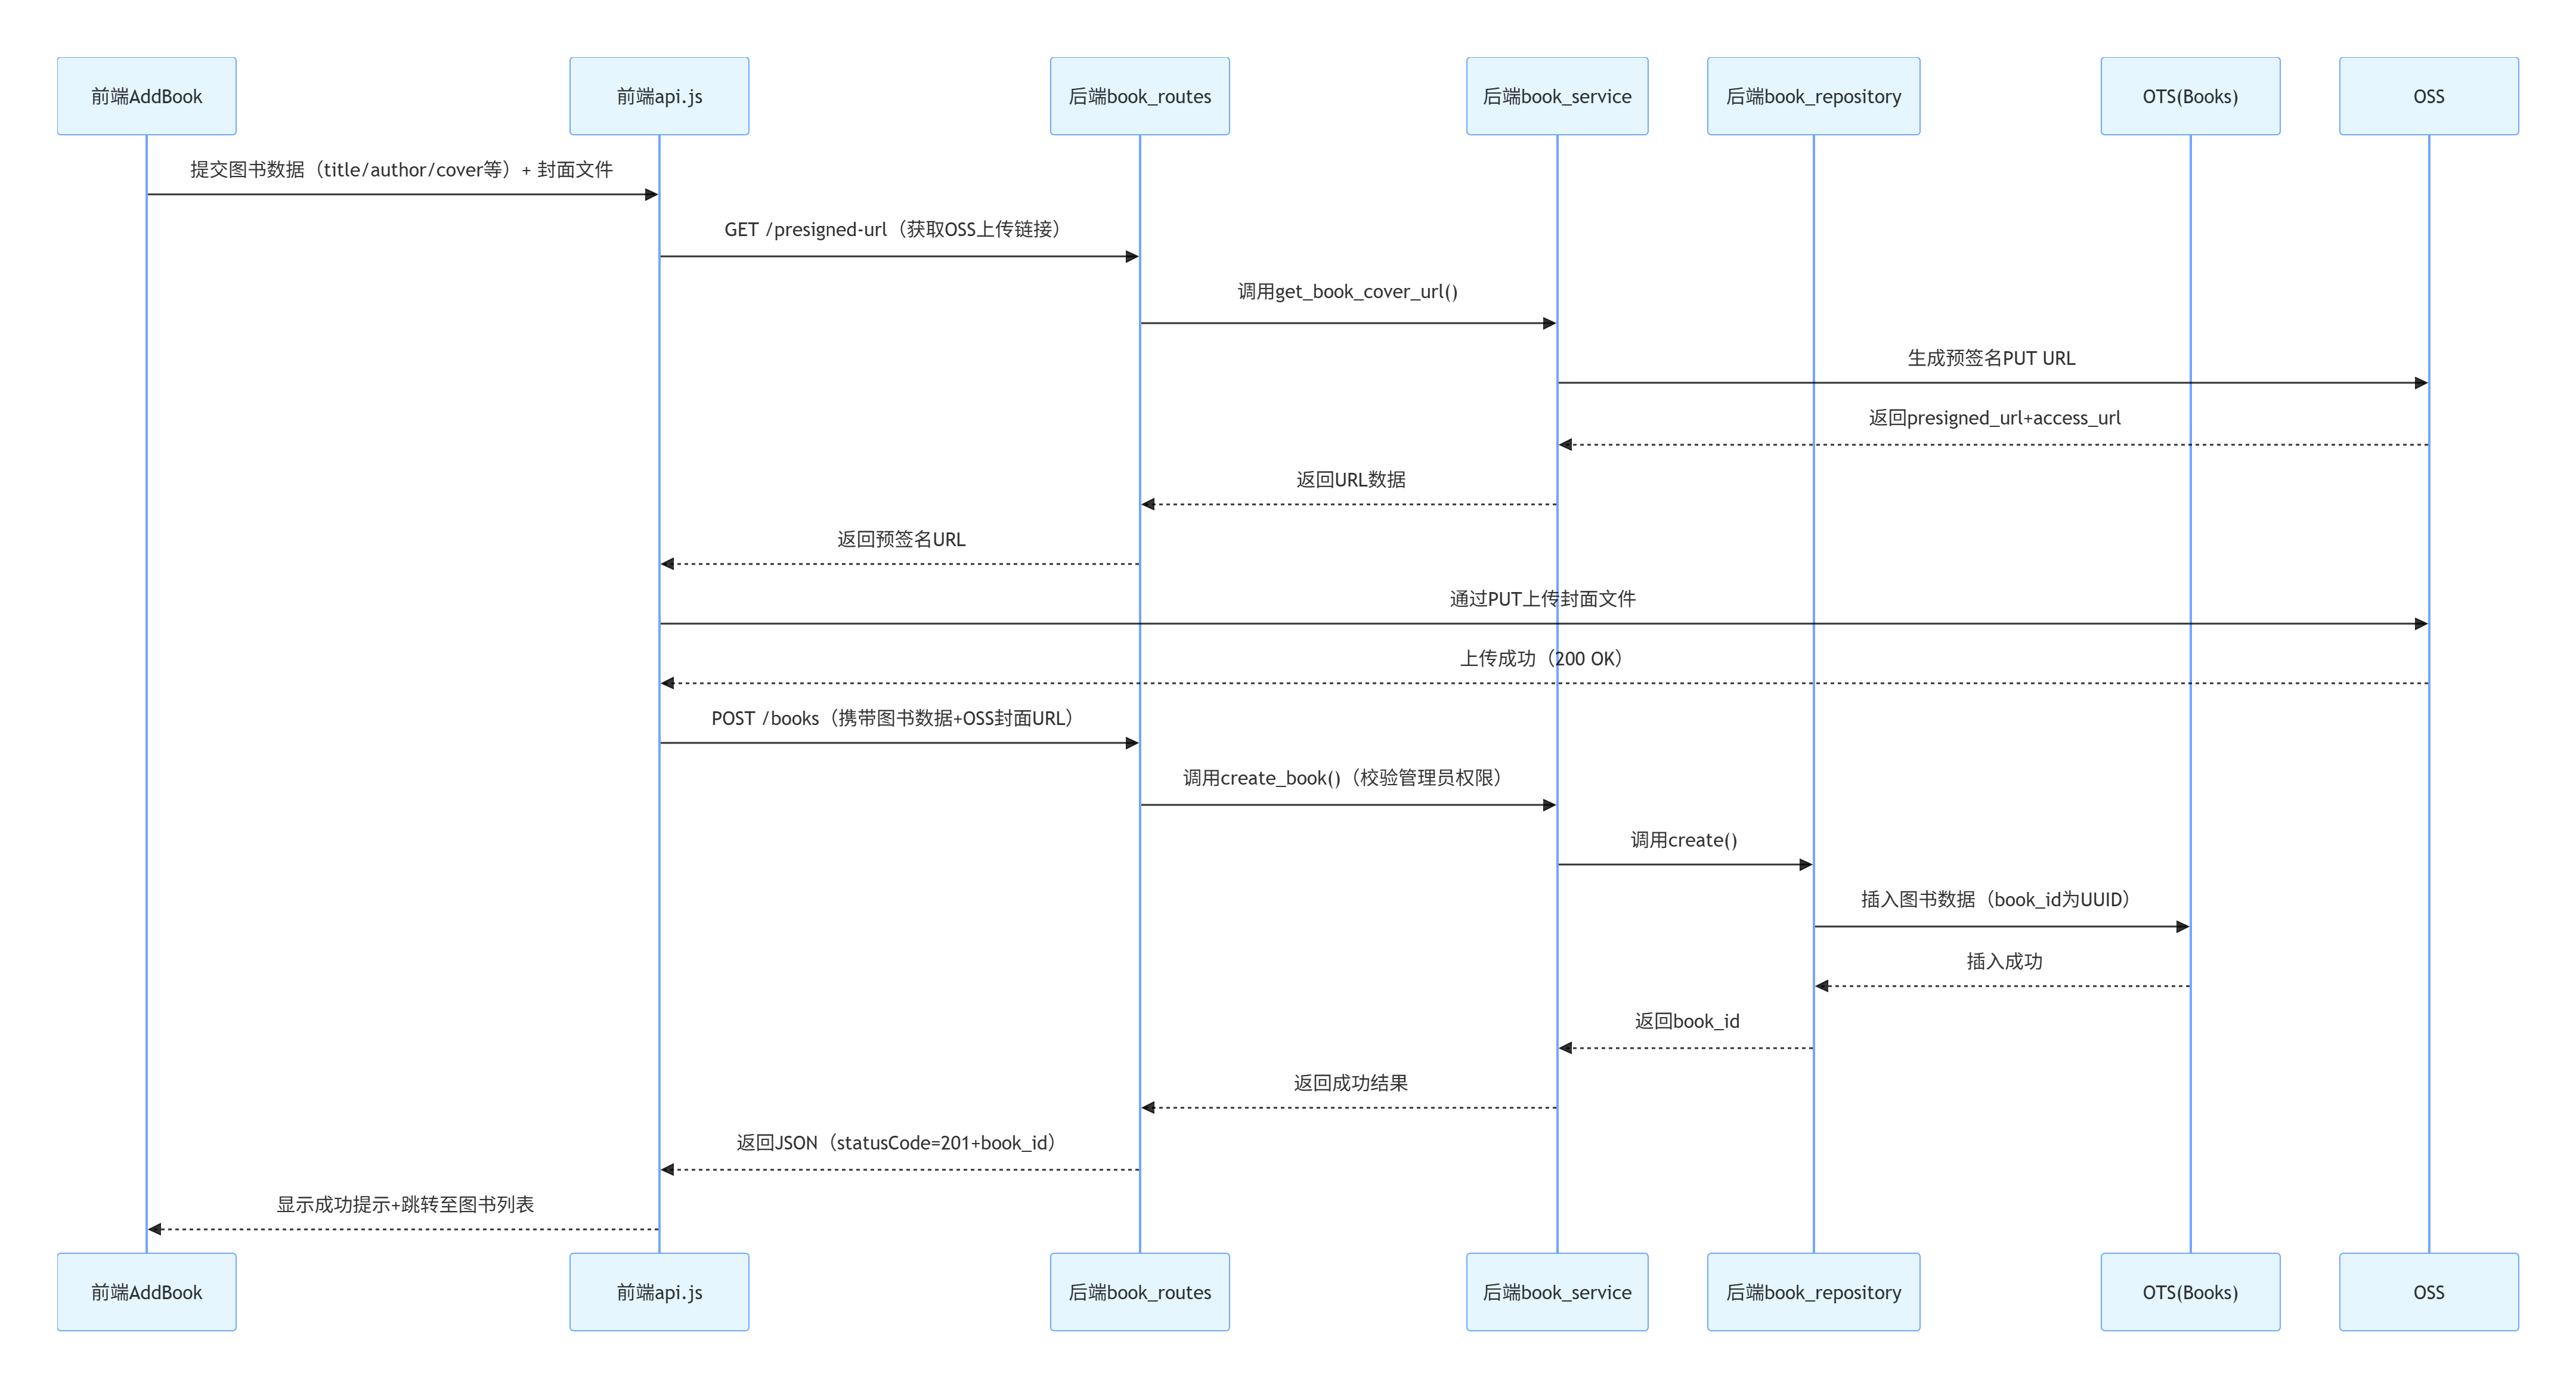 前端AddBook
前端api.js
后端book_routes
后端book_service
后端book_repository
OTS(Books)
OSS
提交图书数据（title/author/cover等）+ 封面文件
GET /presigned-url（获取OSS上传链接）
调用get_book_cover_url()
生成预签名PUT URL
返回presigned_url+access_url
返回URL数据
返回预签名URL
通过PUT上传封面文件
上传成功（200 OK）
POST /books（携带图书数据+OSS封面URL）
调用create_book()（校验管理员权限）
调用create()
插入图书数据（book_id为UUID）
插入成功
返回book_id
返回成功结果
返回JSON（statusCode=201+book_id）
显示成功提示+跳转至图书列表
前端AddBook
前端api.js
后端book_routes
后端book_service
后端book_repository
OTS(Books)
OSS